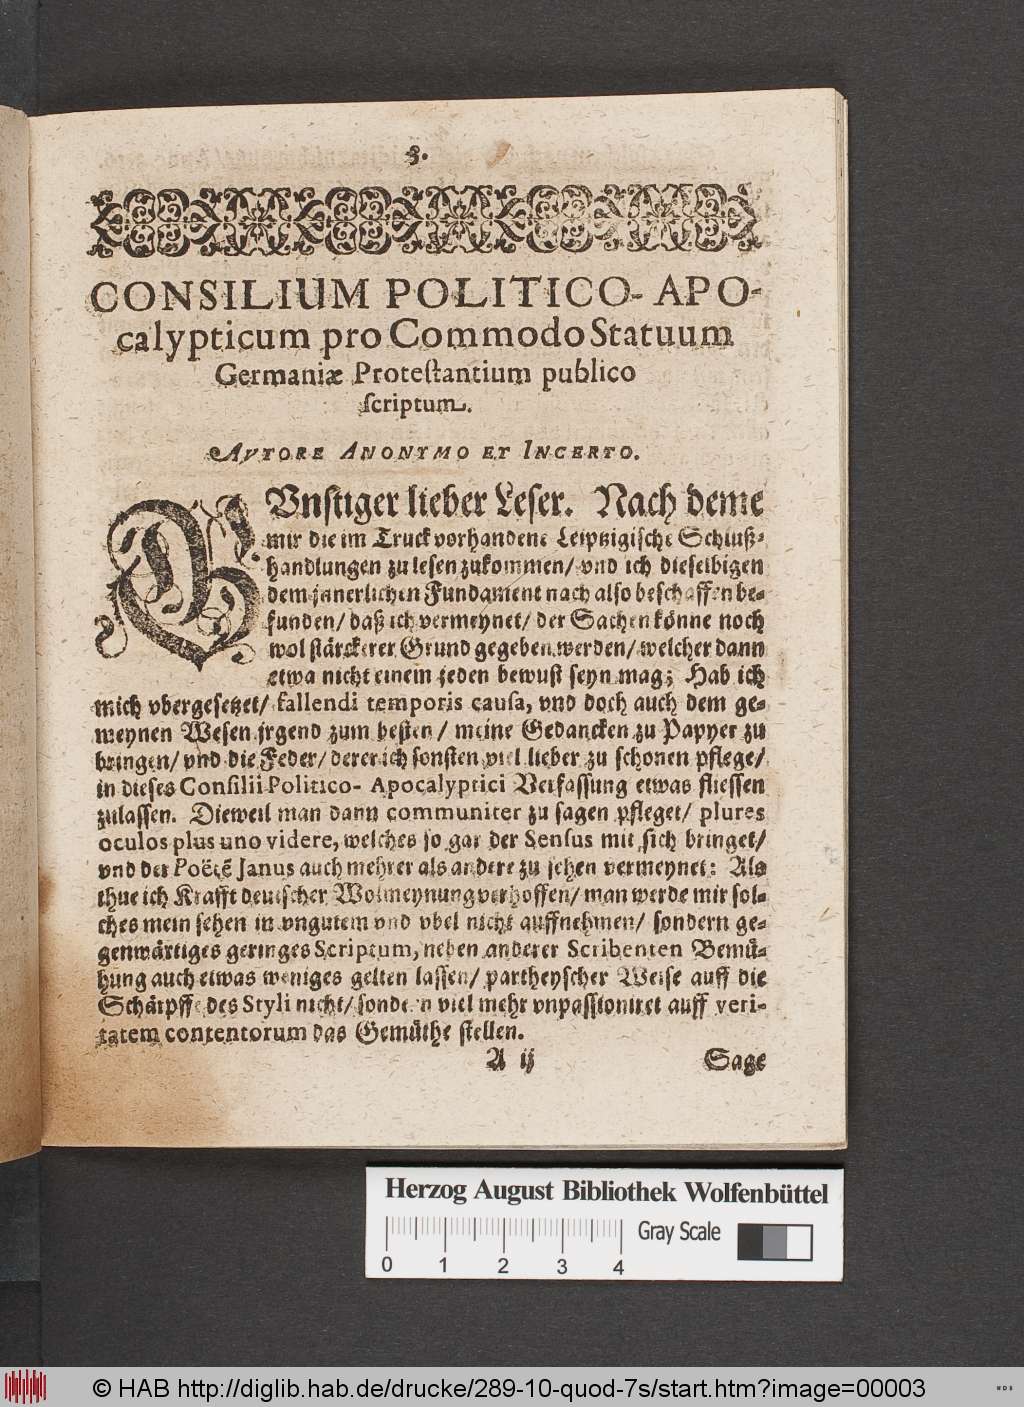 3.
CONSILIUM POLITICO- APO-
calypticum pro Commodo Statuum
Germaniæ Protestantium publico
scriptum.
AVTORE ANONYMO ET INCERTO.
GVnstiger lieber Leser. Nach deme
mir die im Truck vorhandene Leiptzigische Schluß-
handlungen zu lesen zukommen/ vnd ich dieselbigen
dem jnnerlichen Fundament nach also beschaffen be-
funden/ daß ich vermeynet/ der Sachen könne noch
wol stärckerer Grund gegeben werden/ welcher dann
etwa nicht einem jeden bewust seyn mag; Hab ich
mich vbergesetzet/ fallendi temporis causa, vnd doch auch dem ge-
meynen Wesen jrgend zum besten/ meine Gedancken zu Papyer zu
bringen/ vnd die Feder/ derer ich sonsten viel lieber zu schonen pflege/
in dieses Consilii Politico- Apocalyptici Verfassung etwas fliessen
zulassen. Dieweil man dann communiter zu sagen pfleget/ plures
oculos plus uno videre, welches so gar der Sensus mit sich bringet/
vnd der Poëtẽ Janus auch mehrer als andere zu sehen vermeynet: Als
thue ich Krafft deutscher Wolmeynung verhoffen/ man werde mir sol-
ches mein sehen in vngutem vnd vbel nicht auffnehmen/ sondern ge-
genwärtiges geringes Scriptum, neben anderer Scribenten Bemü-
hung auch etwas weniges gelten lassen/ partheyscher Weise auff die
Schärpffe des Styli nicht/ sondern viel mehr vnpassioniret auff veri-
tatem contentorum das Gemüthe stellen.
A ij Sage
Herzog August Bibliothek Wolfenbüttel
Gray Scale
0 1 2 3 4
© HAB http://diglib.hab.de/drucke/289-10-quod-7s/start.htm?image=00003